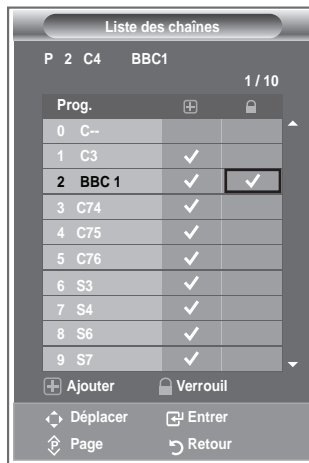 Liste des chaînes
P 2 C4 BBC1
1 / 10
Prog.
0 C--
1 C3
2 BBC 1
3 C74
4 C75
5 C76
6 S3
7 S4
8 S6
9 S7
Ajouter Verrouil
Déplacer Entrer
P Page Retour